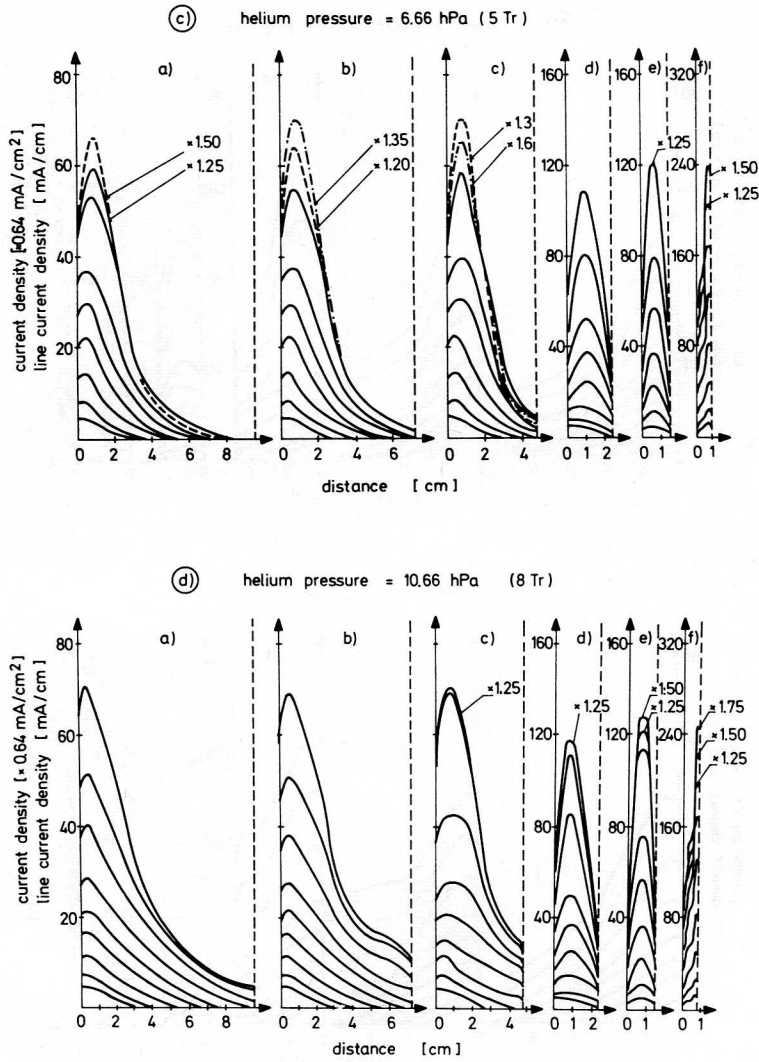 c) helium pressure = 6.66 hPa (5 Tr)
a) b) c) d) e) f)
80 160 160 320
× 1.50
× 1.25
× 1.35
× 1.20
× 1.3
× 1.6
× 1.25
× 1.50
× 1.25
60 120 120 240
40 80 80 160
20 40 40 80
current density [×0.64 mA/cm²]
line current density [mA/cm]
0 2 4 6 8 0 2 4 6 0 2 4 0 1 2 0 1 0 1
distance [cm]
d) helium pressure = 10.66 hPa (8 Tr)
a) b) c) d) e) f)
80 160 160 320
× 1.25
× 1.25
× 1:50
× 1.25
× 1.75
× 1.50
× 1.25
60 120 120 240
40 80 80 160
20 40 40 80
current density [× 0.64 mA/cm²]
line current density [mA/cm]
0 2 4 6 8 0 2 6 0 2 4 0 1 2 0 1 0 1
distance [cm]